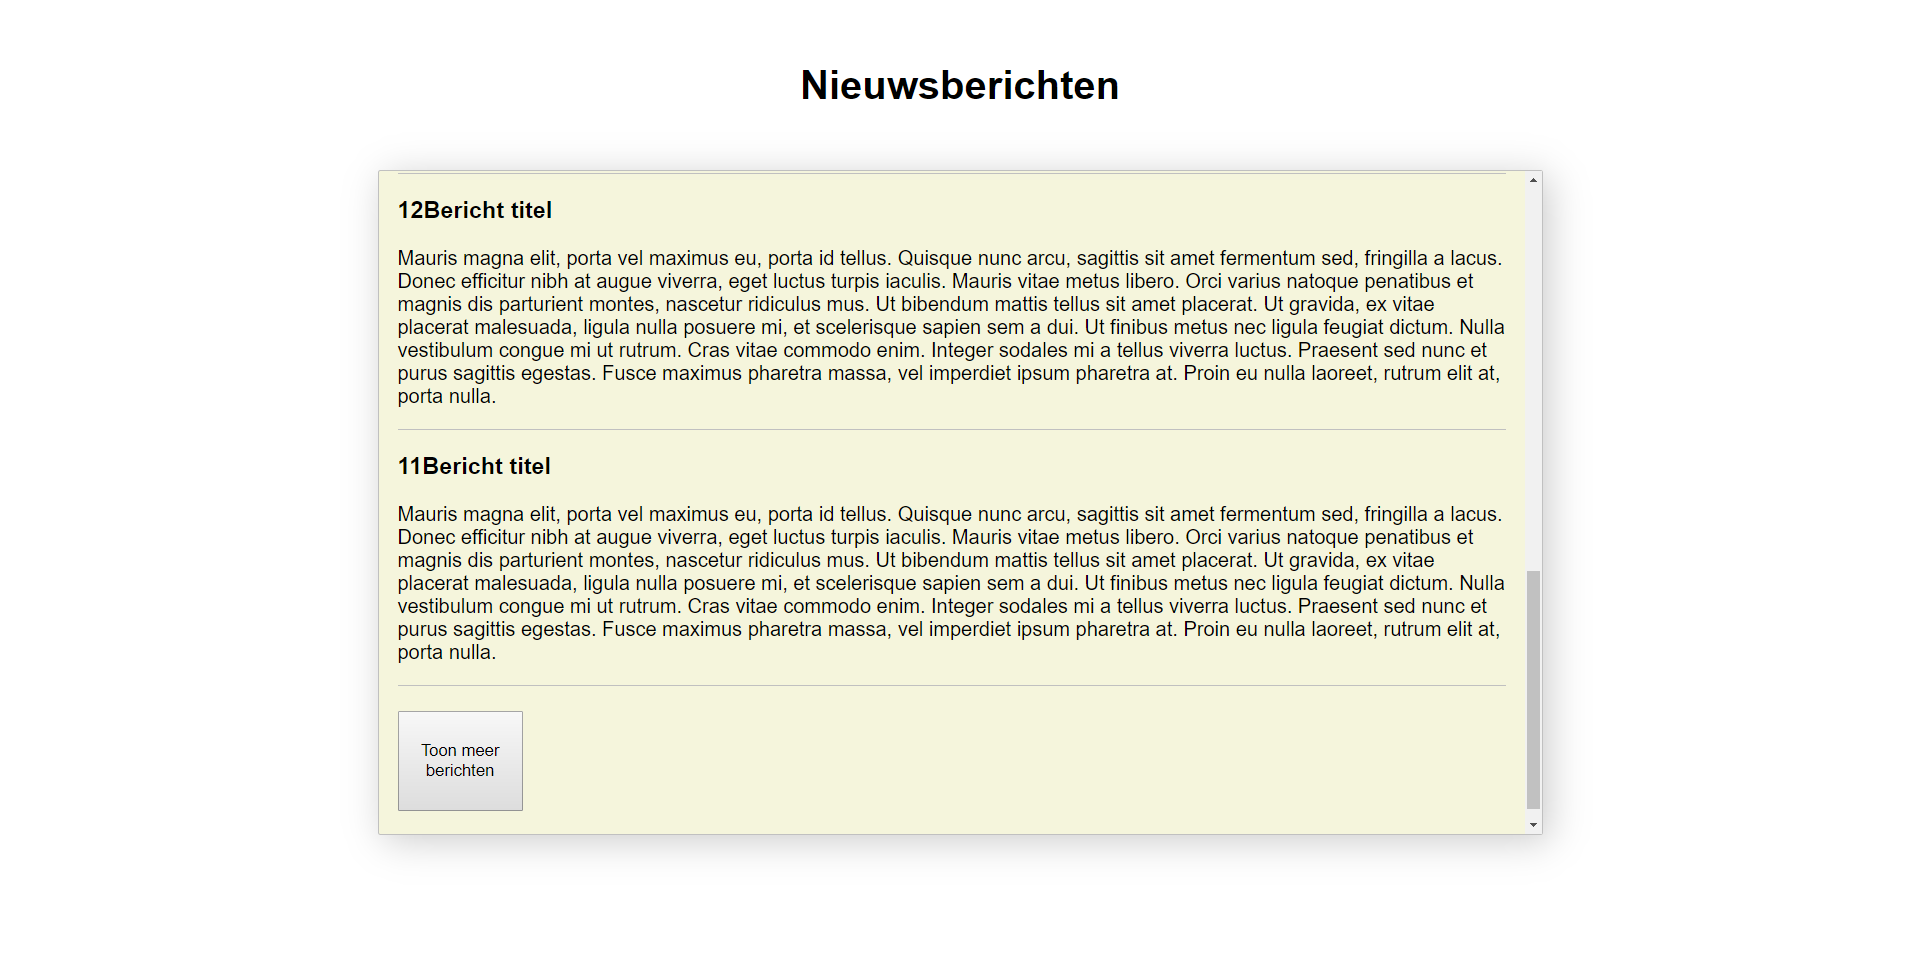 Nieuwsberichten
12Bericht titel
Mauris magna elit, porta vel maximus eu, porta id tellus. Quisque nunc arcu, sagittis sit amet fermentum sed, fringilla a lacus.
Donec efficitur nibh at augue viverra, eget luctus turpis iaculis. Mauris vitae metus libero. Orci varius natoque penatibus et
magnis dis parturient montes, nascetur ridiculus mus. Ut bibendum mattis tellus sit amet placerat. Ut gravida, ex vitae
placerat malesuada, ligula nulla posuere mi, et scelerisque sapien sem a dui. Ut finibus metus nec ligula feugiat dictum. Nulla
vestibulum congue mi ut rutrum. Cras vitae commodo enim. Integer sodales mi a tellus viverra luctus. Praesent sed nunc et
purus sagittis egestas. Fusce maximus pharetra massa, vel imperdiet ipsum pharetra at. Proin eu nulla laoreet, rutrum elit at,
porta nulla.
11Bericht titel
Mauris magna elit, porta vel maximus eu, porta id tellus. Quisque nunc arcu, sagittis sit amet fermentum sed, fringilla a lacus.
Donec efficitur nibh at augue viverra, eget luctus turpis iaculis. Mauris vitae metus libero. Orci varius natoque penatibus et
magnis dis parturient montes, nascetur ridiculus mus. Ut bibendum mattis tellus sit amet placerat. Ut gravida, ex vitae
placerat malesuada, ligula nulla posuere mi, et scelerisque sapien sem a dui. Ut finibus metus nec ligula feugiat dictum. Nulla
vestibulum congue mi ut rutrum. Cras vitae commodo enim. Integer sodales mi a tellus viverra luctus. Praesent sed nunc et
purus sagittis egestas. Fusce maximus pharetra massa, vel imperdiet ipsum pharetra at. Proin eu nulla laoreet, rutrum elit at,
porta nulla.
Toon meer
berichten